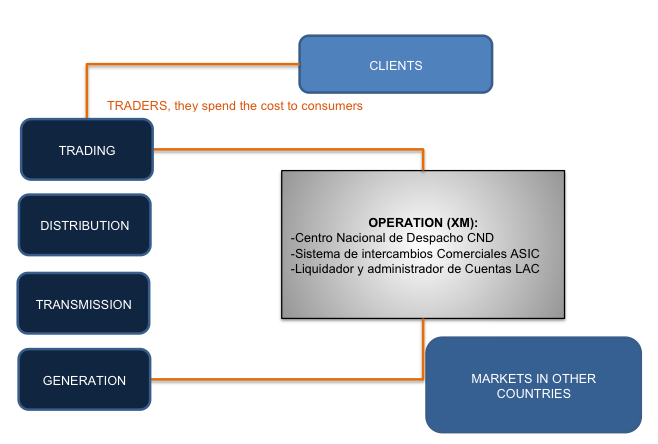 CLIENTS
TRADERS, they spend the cost to consumers
TRADING
DISTRIBUTION
OPERATION (XM):
-Centro Nacional de Despacho CND
-Sistema de intercambios Comerciales ASIC
-Liquidador y administrador de Cuentas LAC
TRANSMISSION
GENERATION
MARKETS IN OTHER
COUNTRIES